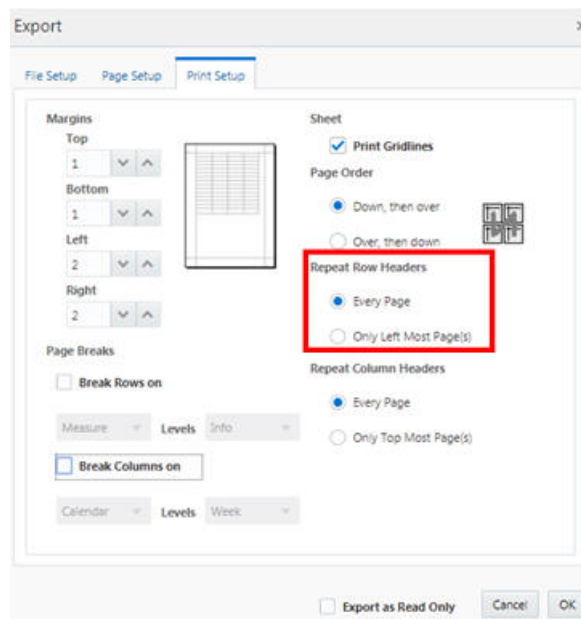 Export
File Setup Page Setup Print Setup
Margins
Top
1
Bottom
1
Left
2
Right
2
Page Breaks
Break Rows on
Measure Levels Info
Break Columns on
Calendar Levels Week
Sheet
Print Gridlines
Page Order
Down, then over
Over, then down
Repeat Row Headers
Every Page
Only Left Most Page(s)
Repeat Column Headers
Every Page
Only Top Most Page(s)
Export as Read Only Cancel OK